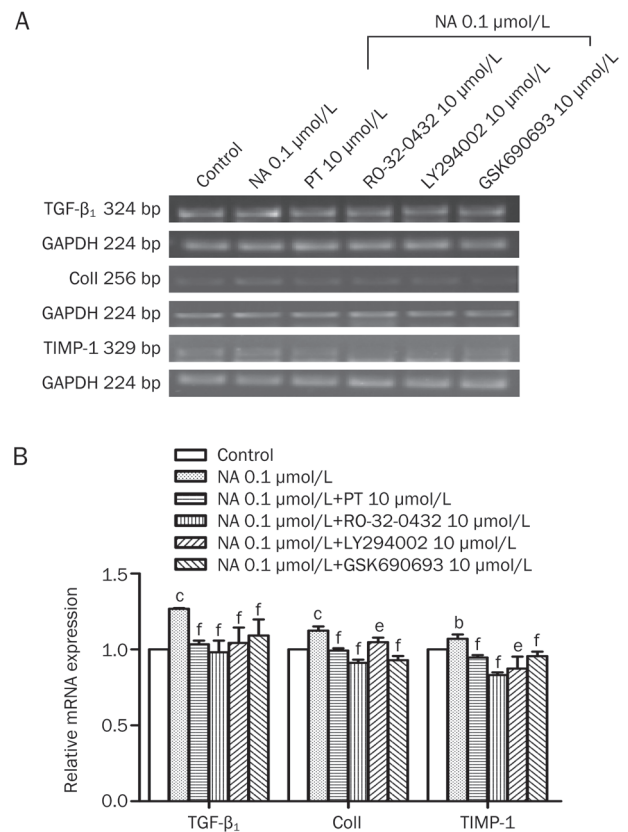 A
NA 0.1 μmol/L
Control
NA 0.1 μmol/L
PT 10 μmol/L
RO-32-0432 10 μmol/L
LY294002 10 μmol/L
GSK690693 10 μmol/L
TGF-β₁ 324 bp
GAPDH 224 bp
ColI 256 bp
GAPDH 224 bp
TIMP-1 329 bp
GAPDH 224 bp
B
Control
NA 0.1 μmol/L
NA 0.1 μmol/L+PT 10 μmol/L
NA 0.1 μmol/L+RO-32-0432 10 μmol/L
NA 0.1 μmol/L+LY294002 10 μmol/L
NA 0.1 μmol/L+GSK690693 10 μmol/L
Relative mRNA expression
1.5
1.0
0.5
0.0
c f f f f
c f f e f
b f f e f
TGF-β₁ ColI TIMP-1